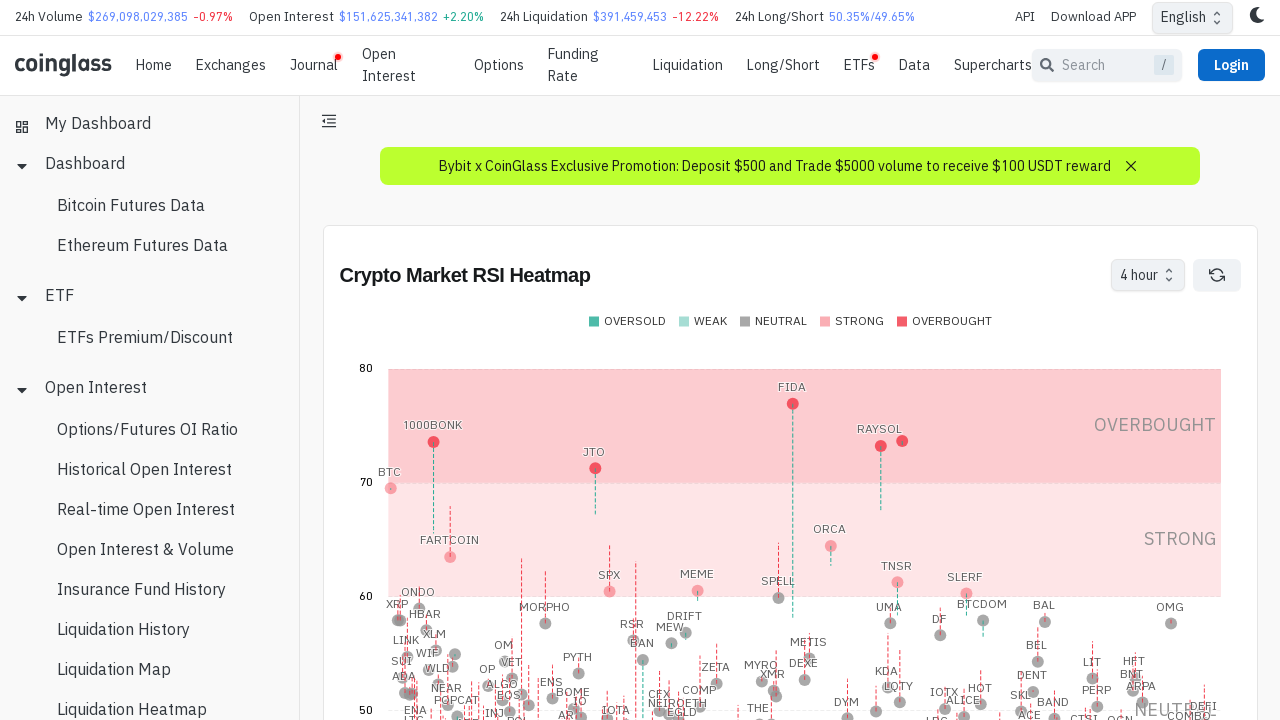 24h Volume $269,098,029,385 -0.97% Open Interest $151,625,341,382 +2.20% 24h Liquidation $391,459,453 -12.22% 24h Long/Short 50.35%/49.65% API Download APP English
coinglass Home Exchanges Journal Open Interest Options Funding Rate Liquidation Long/Short ETFs Data Supercharts Search / Login
My Dashboard
Dashboard
Bitcoin Futures Data
Ethereum Futures Data
ETF
ETFs Premium/Discount
Open Interest
Options/Futures OI Ratio
Historical Open Interest
Real-time Open Interest
Open Interest & Volume
Insurance Fund History
Liquidation History
Liquidation Map
Liquidation Heatmap
Bybit x CoinGlass Exclusive Promotion: Deposit $500 and Trade $5000 volume to receive $100 USDT reward
Crypto Market RSI Heatmap
4 hour
OVERSOLD WEAK NEUTRAL STRONG OVERBOUGHT
80
FIDA
OVERBOUGHT
1000BONK
RAYSOL
JTO
BTC
70
ORCA
STRONG
FARTCOIN
TNSR
MEME
SPX
SLERF
SPELL
60
ONDO
XRP
MORPHO
UMA
BTCDOM
BAL
OMG
HBAR
DRIFT
DF
RSR
MEW
XLM
LINK
OM
BAN
METIS
BEL
WIF
PYTH
SUI
VET
DEXE
LIT
HFT
WLD
OP
ZETA
MYRO
XMR
KDA
DENT
BNT
ADA
ALGO
ENS
NEAR
EOS
BOME
CFX
COMP
LQTY
IOTX
HOT
SKL
PERP
ARPA
POPCAT
IO
NEIROETH
ALICE
BAND
50
ENA
INJ
IOTA
EGLD
THE
DYM
ACE
NEUTRAL
DEFI